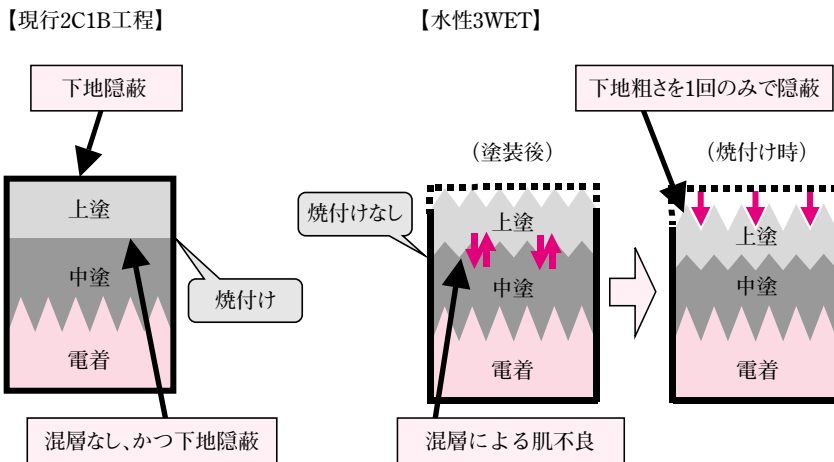 【現行2C1B工程】
下地隠蔽
上塗
中塗
焼付け
電着
混層なし、かつ下地隠蔽
【水性3WET】
下地粗さを1回のみで隠蔽
（塗装後）
（焼付け時）
焼付けなし
上塗
中塗
電着
混層による肌不良
上塗
中塗
電着